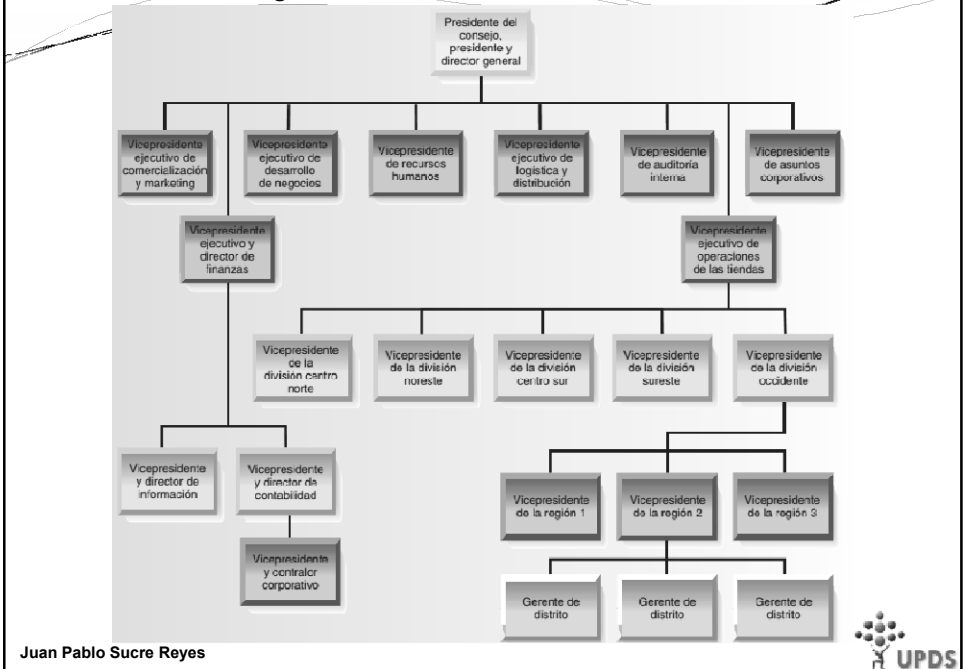 Presidente del
consejo,
presidente y
director general
Vicepresidente
ejecutivo de
comercialización
y marketing
Vicepresidente
ejecutivo de
desarrollo
de negocios
Vicepresidente
de recursos
humanos
Vicepresidente
ejecutivo de
logística y
distribución
Vicepresidente
de auditoría
interna
Vicepresidente
de asuntos
corporativos
Vicepresidente
ejecutivo y
director de
finanzas
Vicepresidente
ejecutivo de
operaciones
de las tiendas
Vicepresidente
de la
división centro
norte
Vicepresidente
de la división
noreste
Vicepresidente
de la división
centro sur
Vicepresidente
de la división
sureste
Vicepresidente
de la división
occidente
Vicepresidente
y director de
información
Vicepresidente
y director de
contabilidad
Vicepresidente
de la región 1
Vicepresidente
de la región 2
Vicepresidente
de la región 3
Vicepresidente
y contralor
corporativo
Gerente de
distrito
Gerente de
distrito
Gerente de
distrito
Juan Pablo Sucre Reyes
UPDS